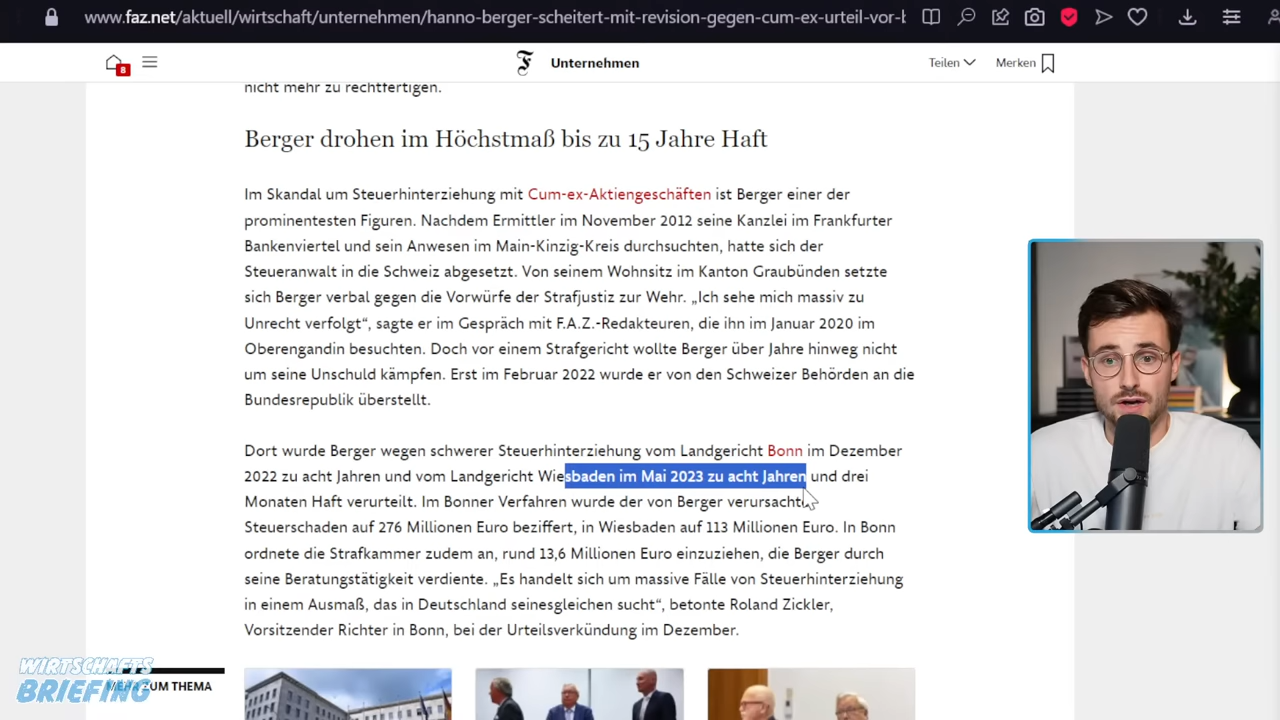 www.faz.net/aktuell/wirtschaft/unternehmen/hanno-berger-scheitert-mit-revision-gegen-cum-ex-urteil-vor-b
8
Unternehmen
Teilen
Merken
nicht mehr zu rechtfertigen.
Berger drohen im Höchstmaß bis zu 15 Jahre Haft
Im Skandal um Steuerhinterziehung mit Cum-ex-Aktiengeschäften ist Berger einer der
prominentesten Figuren. Nachdem Ermittler im November 2012 seine Kanzlei im Frankfurter
Bankenviertel und sein Anwesen im Main-Kinzig-Kreis durchsuchten, hatte sich der
Steueranwalt in die Schweiz abgesetzt. Von seinem Wohnsitz im Kanton Graubünden setzte
sich Berger verbal gegen die Vorwürfe der Strafjustiz zur Wehr. „Ich sehe mich massiv zu
Unrecht verfolgt“, sagte er im Gespräch mit F.A.Z.-Redakteuren, die ihn im Januar 2020 im
Oberengandin besuchten. Doch vor einem Strafgericht wollte Berger über Jahre hinweg nicht
um seine Unschuld kämpfen. Erst im Februar 2022 wurde er von den Schweizer Behörden an die
Bundesrepublik überstellt.
Dort wurde Berger wegen schwerer Steuerhinterziehung vom Landgericht Bonn im Dezember
2022 zu acht Jahren und vom Landgericht Wiesbaden im Mai 2023 zu acht Jahren und drei
Monaten Haft verurteilt. Im Bonner Verfahren wurde der von Berger verursachte
Steuerschaden auf 276 Millionen Euro beziffert, in Wiesbaden auf 113 Millionen Euro. In Bonn
ordnete die Strafkammer zudem an, rund 13,6 Millionen Euro einzuziehen, die Berger durch
seine Beratungstätigkeit verdiente. „Es handelt sich um massive Fälle von Steuerhinterziehung
in einem Ausmaß, das in Deutschland seinesgleichen sucht“, betonte Roland Zickler,
Vorsitzender Richter in Bonn, bei der Urteilsverkündung im Dezember.
WIRTSCHAFTS
BRIEFING
MEHR ZUM THEMA